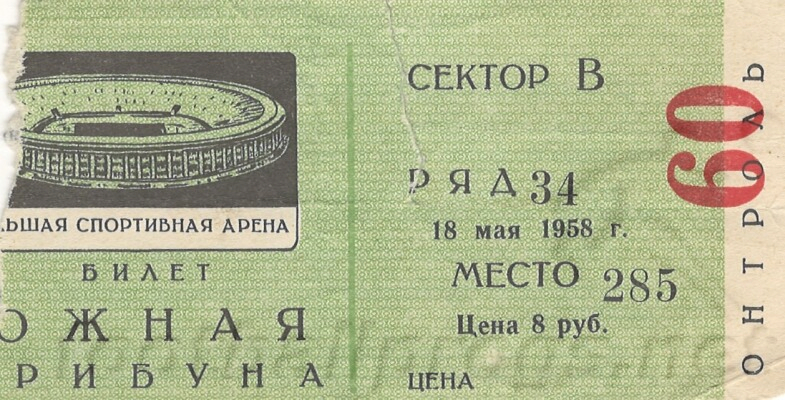 ЬШАЯ СПОРТИВНАЯ АРЕНА
БИЛЕТ
ЖНАЯ
РИБУНА
СЕКТОР В
РЯД 34
18 мая 1958 г.
МЕСТО 285
Цена 8 руб.
ЦЕНА
60
ОНТРОЛЬ